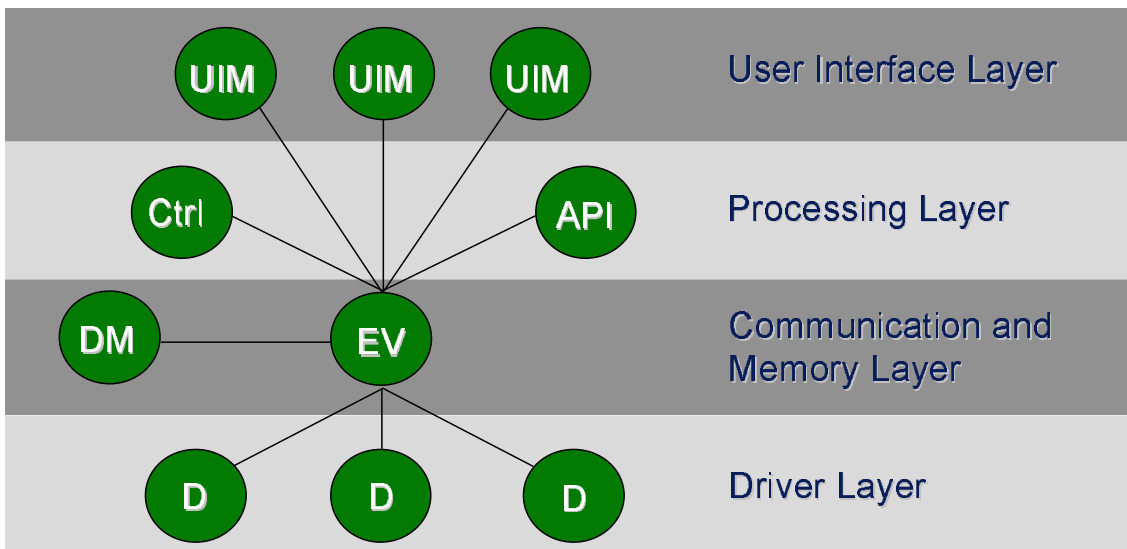 UIM UIM UIM User Interface Layer
Ctrl API Processing Layer
DM EV Communication and
Memory Layer
D D D Driver Layer